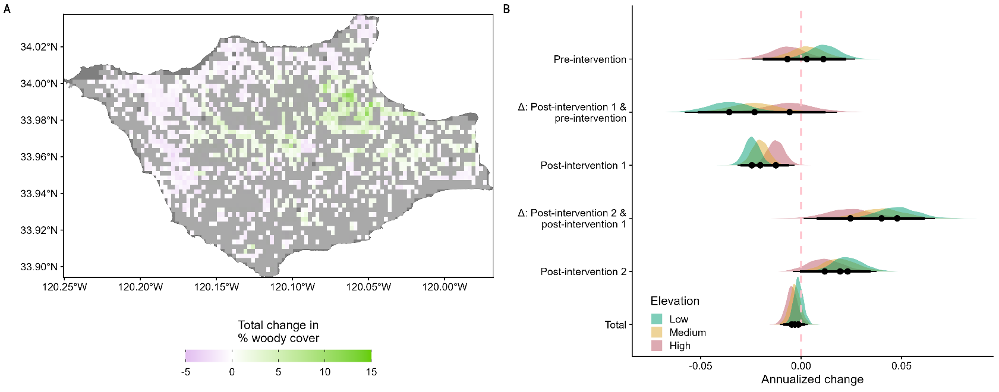 A
34.02°N
34.00°N
33.98°N
33.96°N
33.94°N
33.92°N
33.90°N
120.25°W 120.20°W 120.15°W 120.10°W 120.05°W 120.00°W
Total change in
% woody cover
-5 0 5 10 15
B
Pre-intervention
Δ: Post-intervention 1 &
pre-intervention
Post-intervention 1
Δ: Post-intervention 2 &
post-intervention 1
Post-intervention 2
Total
Elevation
Low
Medium
High
-0.05 0.00 0.05
Annualized change